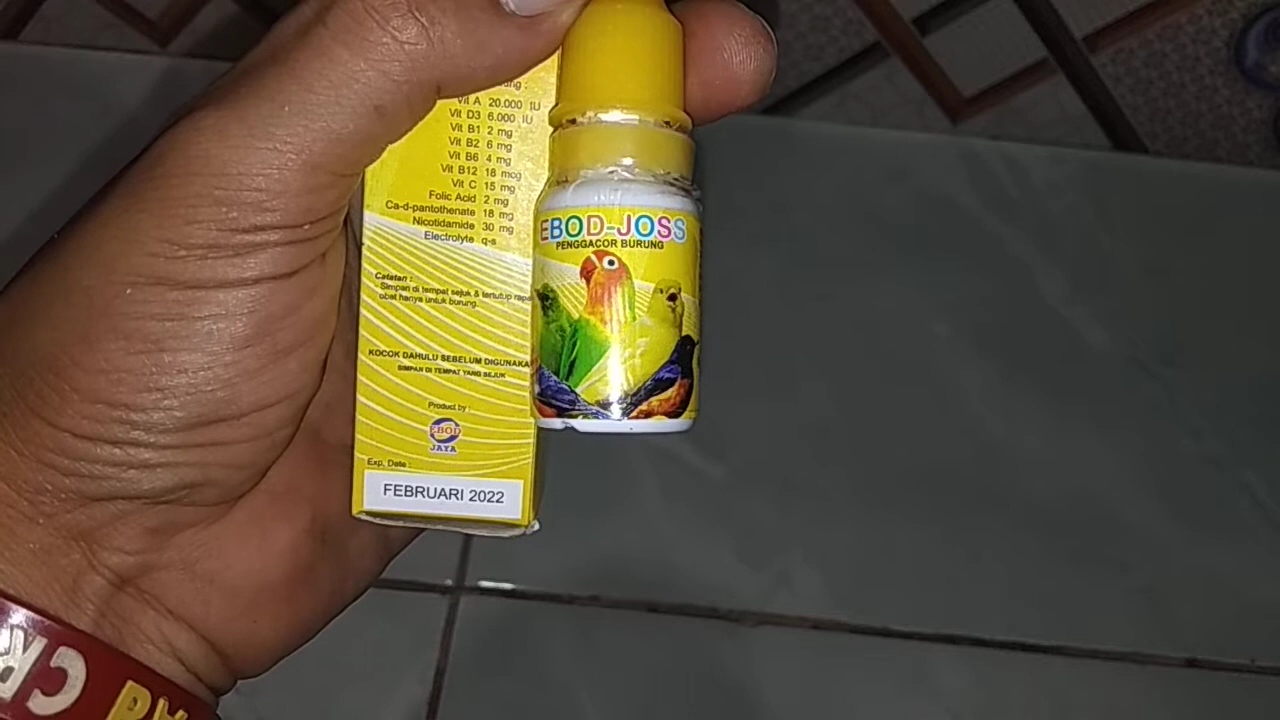 Vit A 20.000 IU
Vit D3 6.000 IU
Vit B1 2 mg
Vit B2 6 mg
Vit B6 4 mg
Vit B12 18 mcg
Vit C 15 mg
Folic Acid 2 mg
Ca-d-pantothenate 18 mg
Nicotidamide 30 mg
Electrolyte q-s
Catatan :
Simpan di tempat sejuk & tertutup rapa
obat hanya untuk burung.
KOCOK DAHULU SEBELUM DIGUNAKA
SIMPAN DI TEMPAT YANG SEJUK
Product by :
EBOD
JAYA
Exp. Date :
FEBRUARI 2022
EBOD-JOSS
PENGGACOR BURUNG
CR